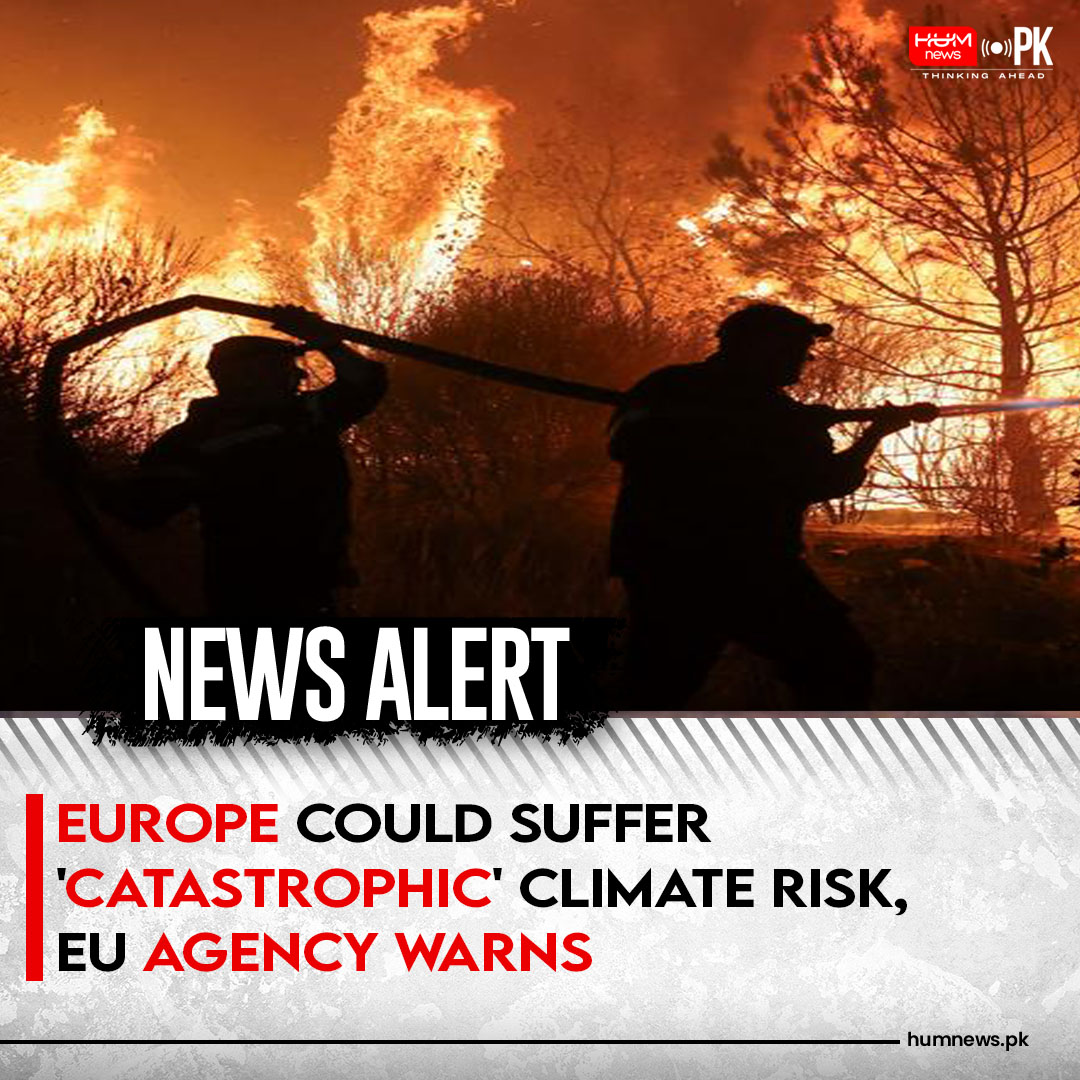 HUM
news
PK
THINKING AHEAD
NEWS ALERT
EUROPE COULD SUFFER
'CATASTROPHIC' CLIMATE RISK,
EU AGENCY WARNS
humnews.pk